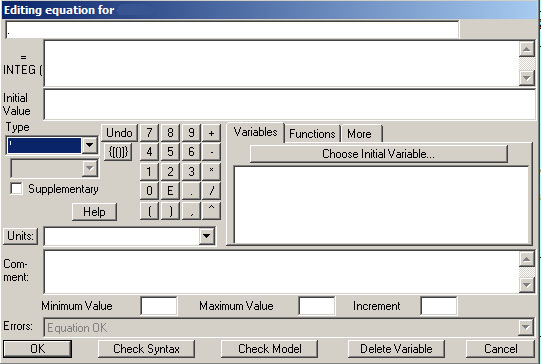 Editing equation for
.
=
INTEG (
Initial
Value
Type
Undo 7 8 9 +
{[()]} 4 5 6 -
1 2 3 *
Supplementary 0 E . /
Help ( ) , ^
Variables Functions More
Choose Initial Variable...
Units:
Com-
ment:
Minimum Value Maximum Value Increment
Errors: Equation OK
OK Check Syntax Check Model Delete Variable Cancel